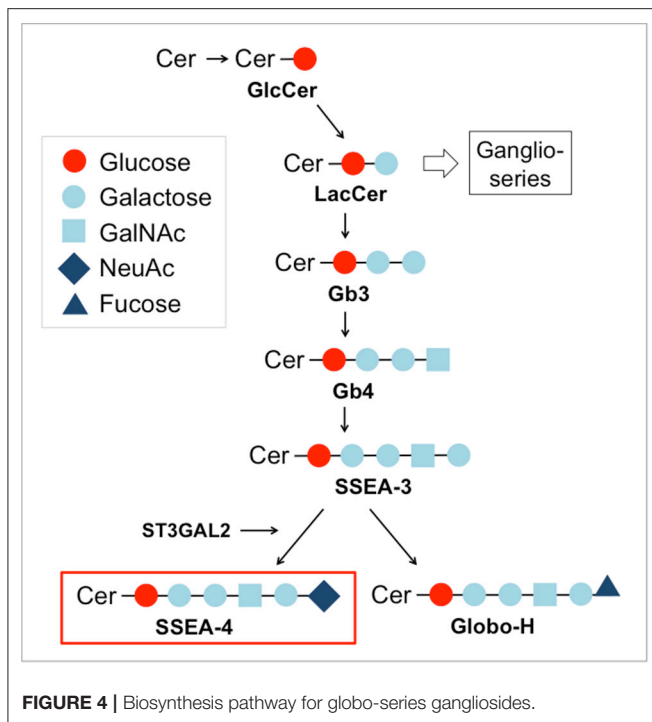 Cer → Cer
GlcCer
Glucose
Galactose
GalNAc
NeuAc
Fucose
Cer
LacCer
Ganglio-
series
Cer
Gb3
Cer
Gb4
Cer
SSEA-3
ST3GAL2
Cer
SSEA-4
Cer
Globo-H
FIGURE 4 | Biosynthesis pathway for globo-series gangliosides.